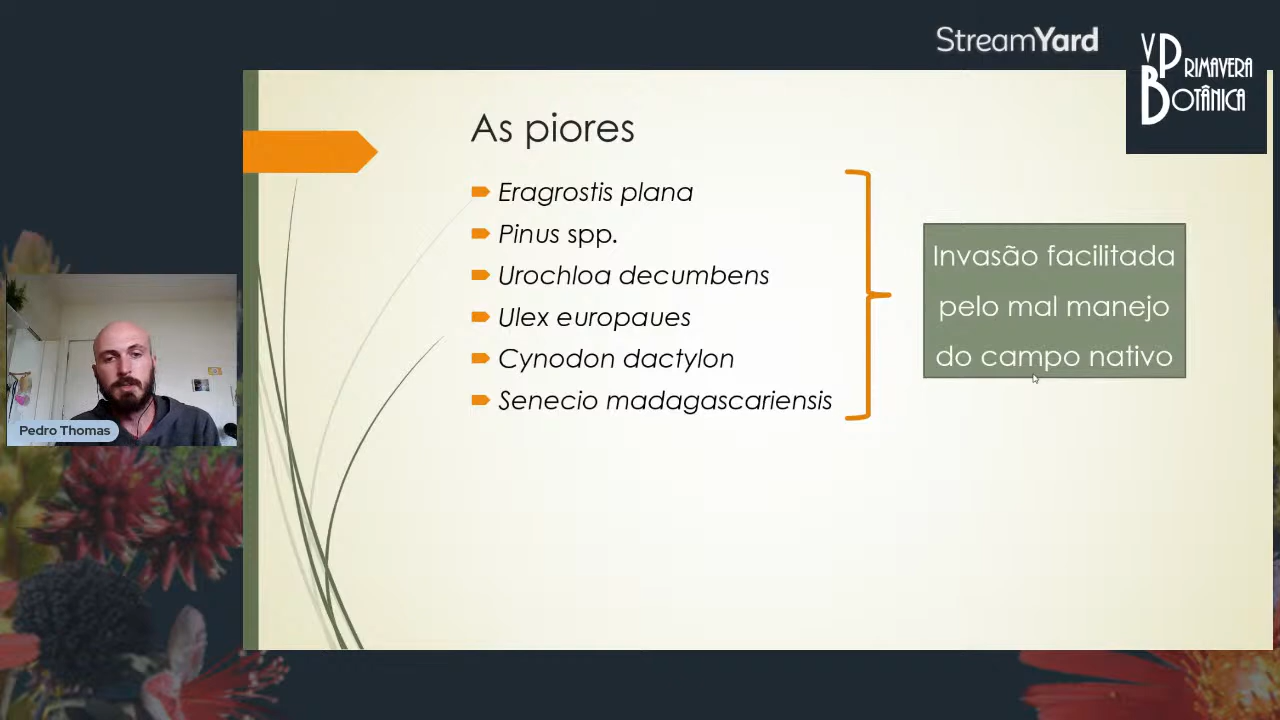 StreamYard
V PRIMAVERA
BOTÂNICA
As piores
Eragrostis plana
Pinus spp.
Urochloa decumbens
Ulex europaues
Cynodon dactylon
Senecio madagascariensis
Invasão facilitada
pelo mal manejo
do campo nativo
Pedro Thomas